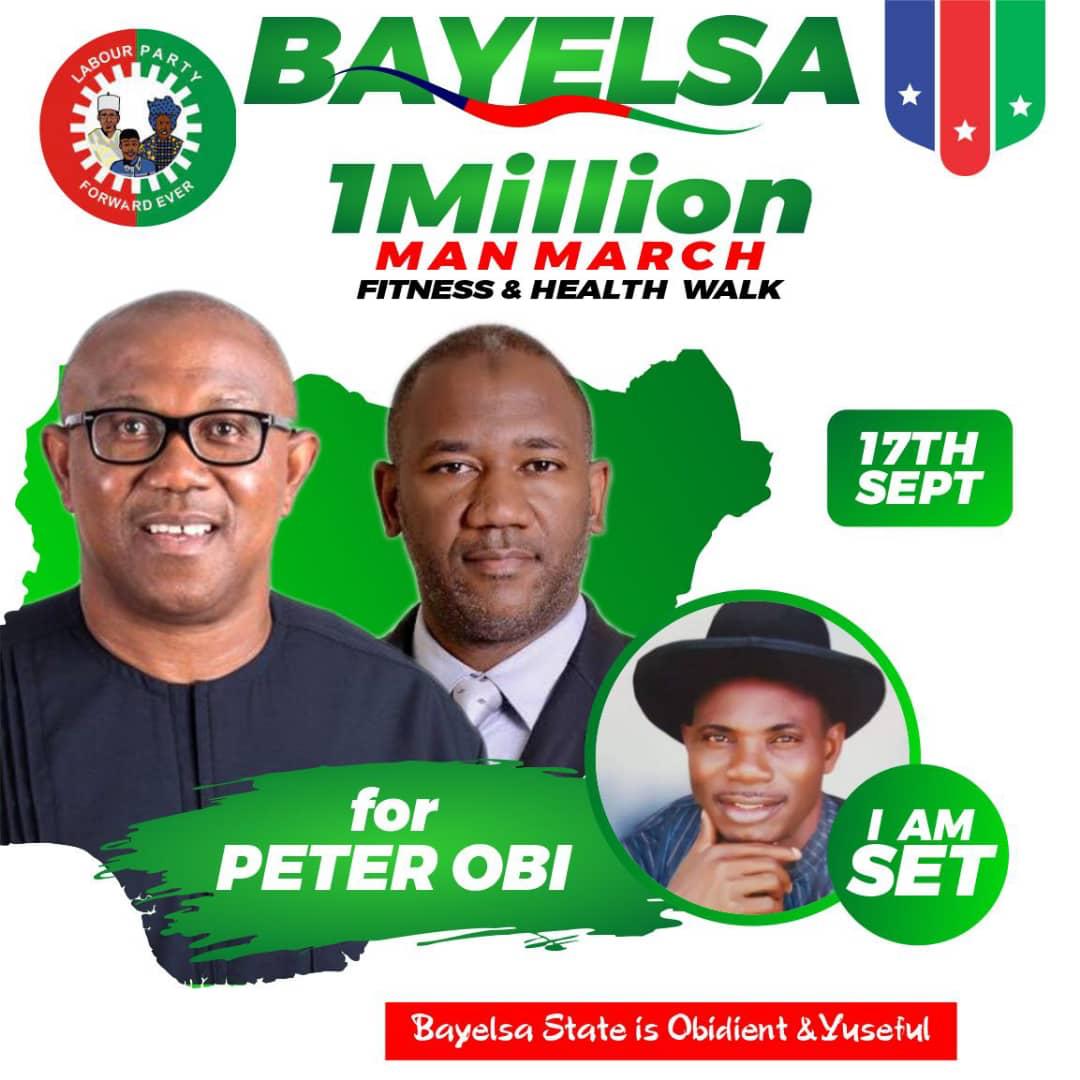 LABOUR PARTY
FORWARD EVER
BAYELSA
1Million
MAN MARCH
FITNESS & HEALTH WALK
17TH
SEPT
for
PETER OBI
I AM
SET
Bayelsa State is Obidient & Yuseful